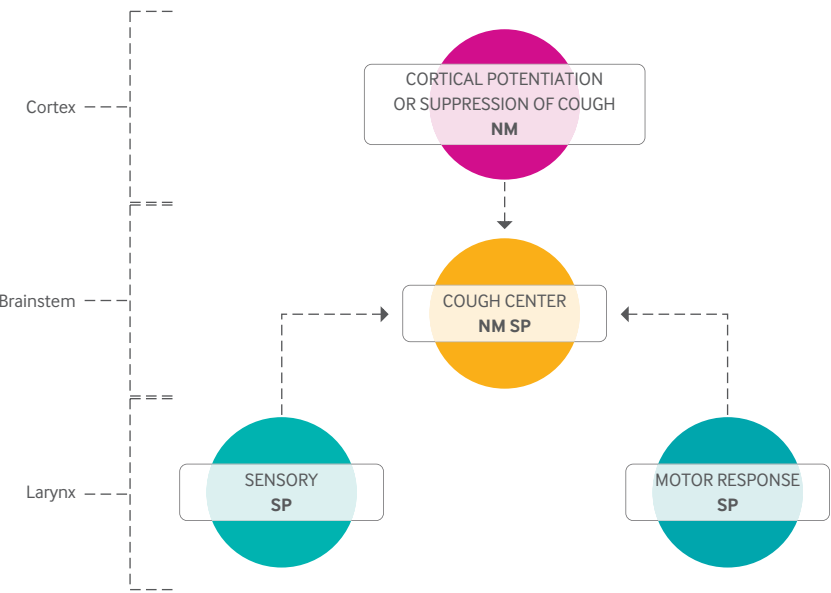 CORTICAL POTENTIATION
OR SUPPRESSION OF COUGH
NM
Cortex
Brainstem
COUGH CENTER
NM SP
Larynx
SENSORY
SP
MOTOR RESPONSE
SP